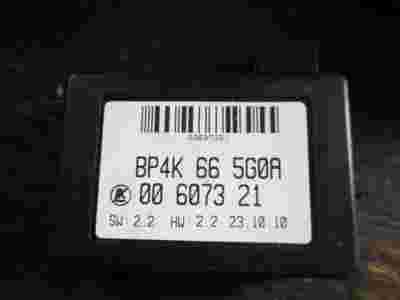 BP4K 66 5G0A
00 6073 21
SW: 2.2 HW: 2.2 23.10.10